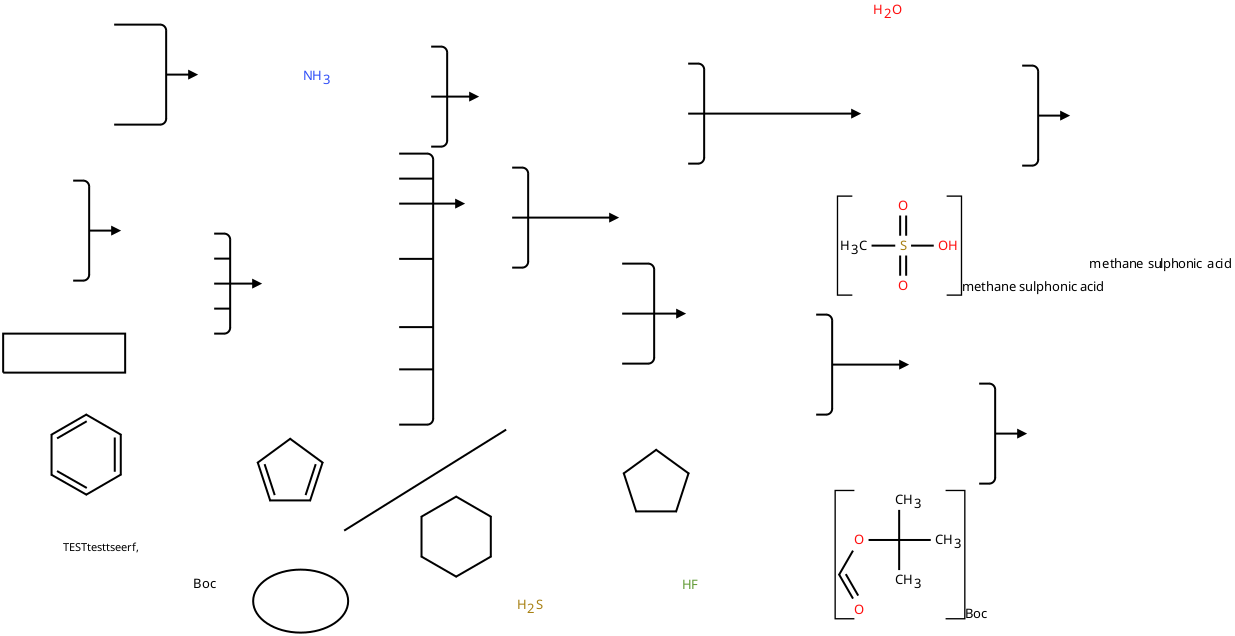 H2O
NH3
O
H3C S OH
O
methane sulphonic acid
methane sulphonic acid
CH3
O CH3
CH3
O
Boc
TESTtesttseerf,
Boc
H2S
HF